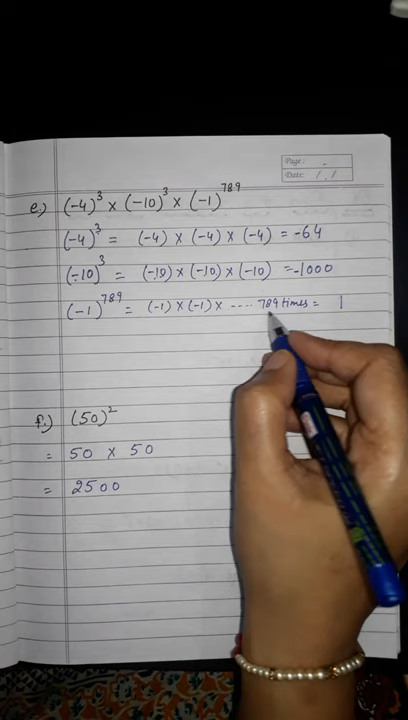 Page:
Date: / /
e.) (-4)³ × (-10)³ × (-1)⁷⁸⁹
(-4)³ = (-4) × (-4) × (-4) = -64
(-10)³ = (-10) × (-10) × (-10) = -1000
(-1)⁷⁸⁹ = (-1) × (-1) × ---- 789 times = 1
f.) (50)²
= 50 × 50
= 2500